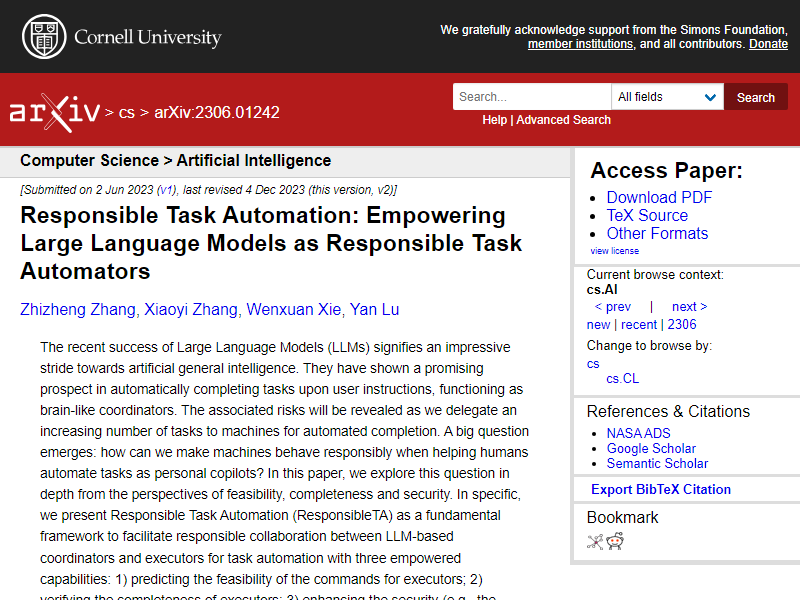 Cornell University
We gratefully acknowledge support from the Simons Foundation,
member institutions, and all contributors. Donate
arXiv > cs > arXiv:2306.01242
Search...
All fields
Search
Help | Advanced Search
Computer Science > Artificial Intelligence
[Submitted on 2 Jun 2023 (v1), last revised 4 Dec 2023 (this version, v2)]
Responsible Task Automation: Empowering
Large Language Models as Responsible Task
Automators
Zhizheng Zhang, Xiaoyi Zhang, Wenxuan Xie, Yan Lu
The recent success of Large Language Models (LLMs) signifies an impressive
stride towards artificial general intelligence. They have shown a promising
prospect in automatically completing tasks upon user instructions, functioning as
brain-like coordinators. The associated risks will be revealed as we delegate an
increasing number of tasks to machines for automated completion. A big question
emerges: how can we make machines behave responsibly when helping humans
automate tasks as personal copilots? In this paper, we explore this question in
depth from the perspectives of feasibility, completeness and security. In specific,
we present Responsible Task Automation (ResponsibleTA) as a fundamental
framework to facilitate responsible collaboration between LLM-based
coordinators and executors for task automation with three empowered
capabilities: 1) predicting the feasibility of the commands for executors; 2)
verifying the completeness of executors; 3) enhancing the security (e.g., the
Access Paper:
Download PDF
TeX Source
Other Formats
view license
Current browse context:
cs.AI
< prev | next >
new | recent | 2306
Change to browse by:
cs
cs.CL
References & Citations
NASA ADS
Google Scholar
Semantic Scholar
Export BibTeX Citation
Bookmark